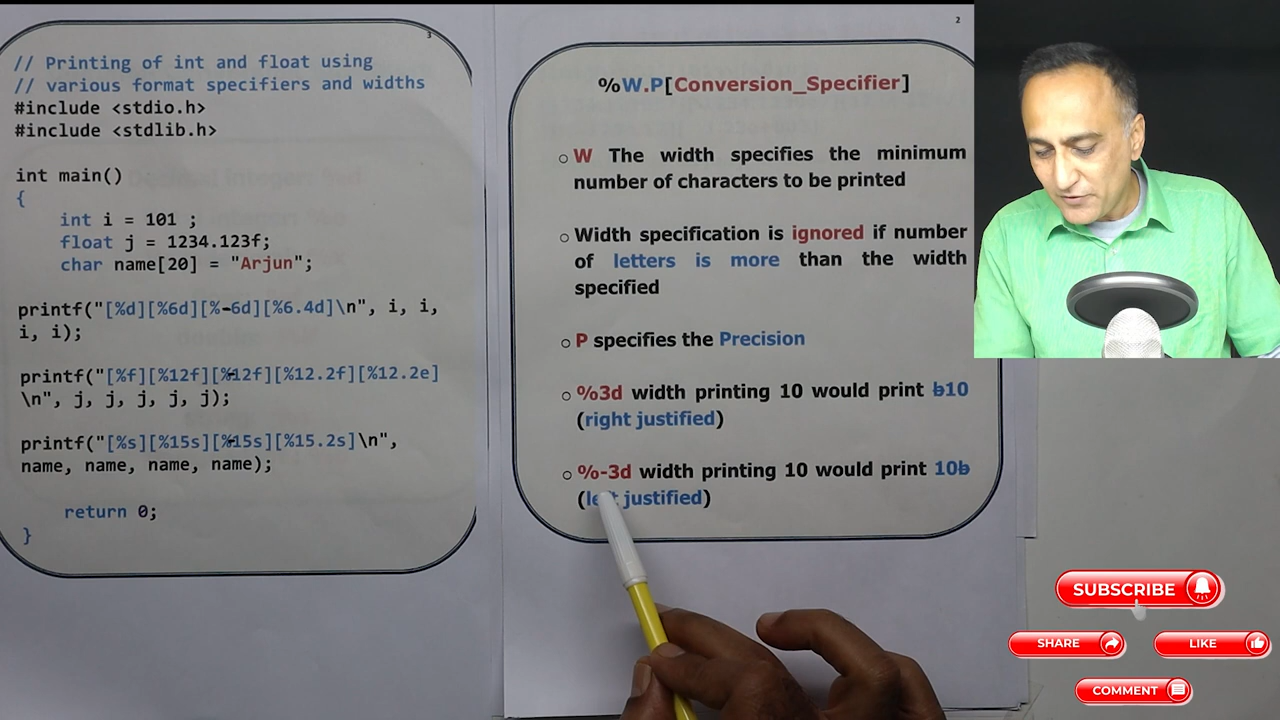 3
// Printing of int and float using
// various format specifiers and widths
#include <stdio.h>
#include <stdlib.h>
int main()
{
int i = 101 ;
float j = 1234.123f;
char name[20] = "Arjun";
printf("[%d][%6d][%-6d][%6.4d]\n", i, i,
i, i);
printf("[%f][%12f][%-12f][%12.2f][%12.2e]
\n", j, j, j, j, j);
printf("[%s][%15s][%-15s][%15.2s]\n",
name, name, name, name);
return 0;
}
2
%W.P[Conversion_Specifier]
W The width specifies the minimum
number of characters to be printed
Width specification is ignored if number
of letters is more than the width
specified
P specifies the Precision
%3d width printing 10 would print b10
(right justified)
%-3d width printing 10 would print 10b
(left justified)
SUBSCRIBE
SHARE
LIKE
COMMENT